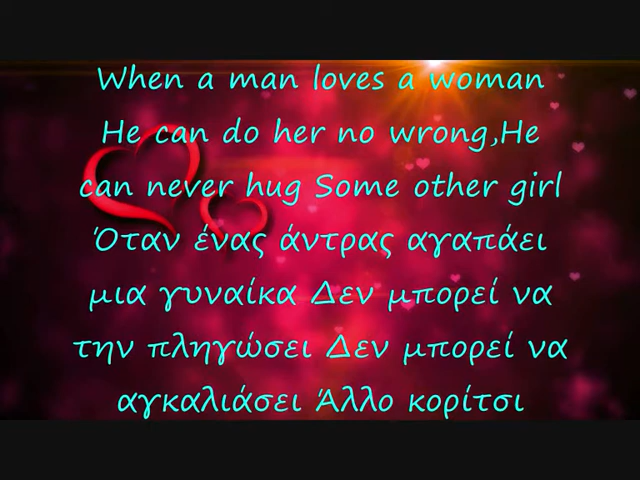 When a man loves a woman
He can do her no wrong,He
can never hug Some other girl
Όταν ένας άντρας αγαπάει
μια γυναίκα Δεν μπορεί να
την πληγώσει Δεν μπορεί να
αγκαλιάσει Άλλο κορίτσι